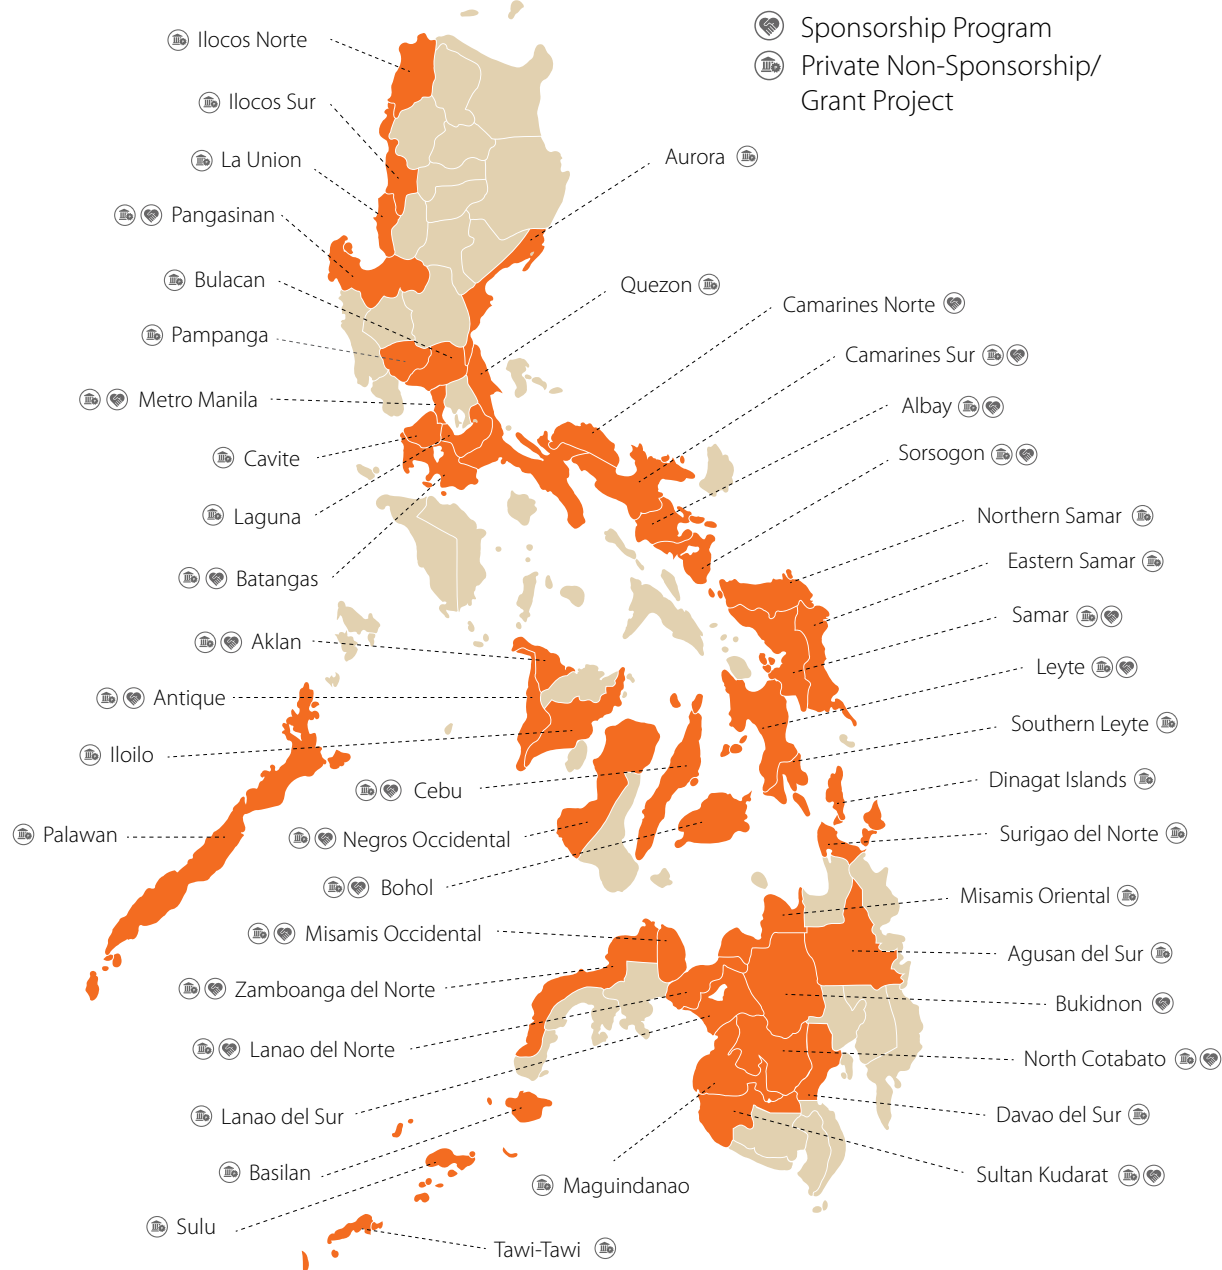 Sponsorship Program
Private Non-Sponsorship/
Grant Project
Ilocos Norte
Ilocos Sur
La Union
Pangasinan
Bulacan
Pampanga
Metro Manila
Cavite
Laguna
Batangas
Aklan
Antique
Iloilo
Palawan
Cebu
Negros Occidental
Bohol
Misamis Occidental
Zamboanga del Norte
Lanao del Norte
Lanao del Sur
Basilan
Sulu
Tawi-Tawi
Maguindanao
Aurora
Quezon
Camarines Norte
Camarines Sur
Albay
Sorsogon
Northern Samar
Eastern Samar
Samar
Leyte
Southern Leyte
Dinagat Islands
Surigao del Norte
Misamis Oriental
Agusan del Sur
Bukidnon
North Cotabato
Davao del Sur
Sultan Kudarat